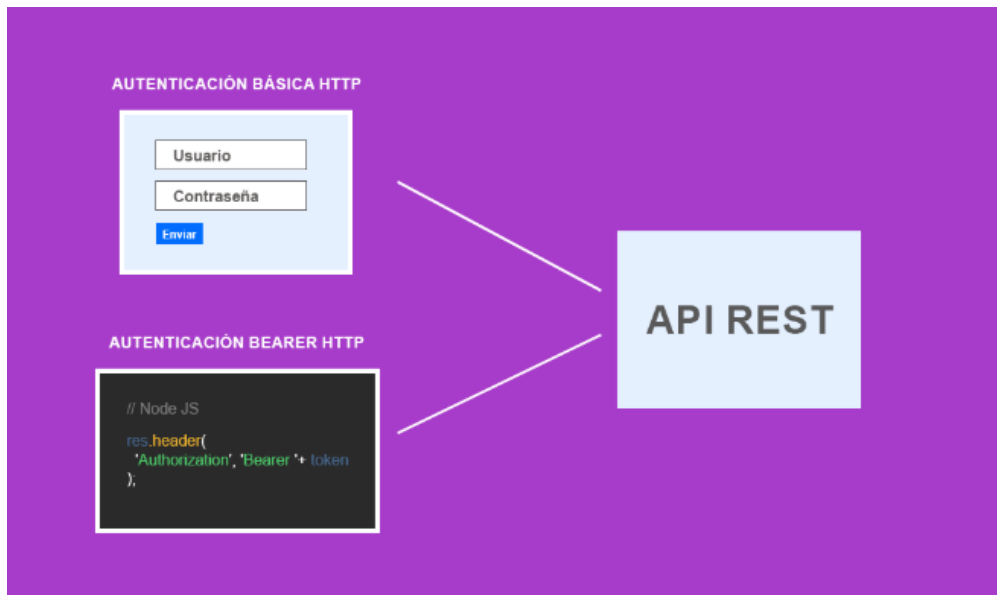 AUTENTICACIÓN BÁSICA HTTP
Usuario
Contraseña
Enviar
AUTENTICACIÓN BEARER HTTP
// Node JS
res.header(
'Authorization', 'Bearer '+ token
);
API REST